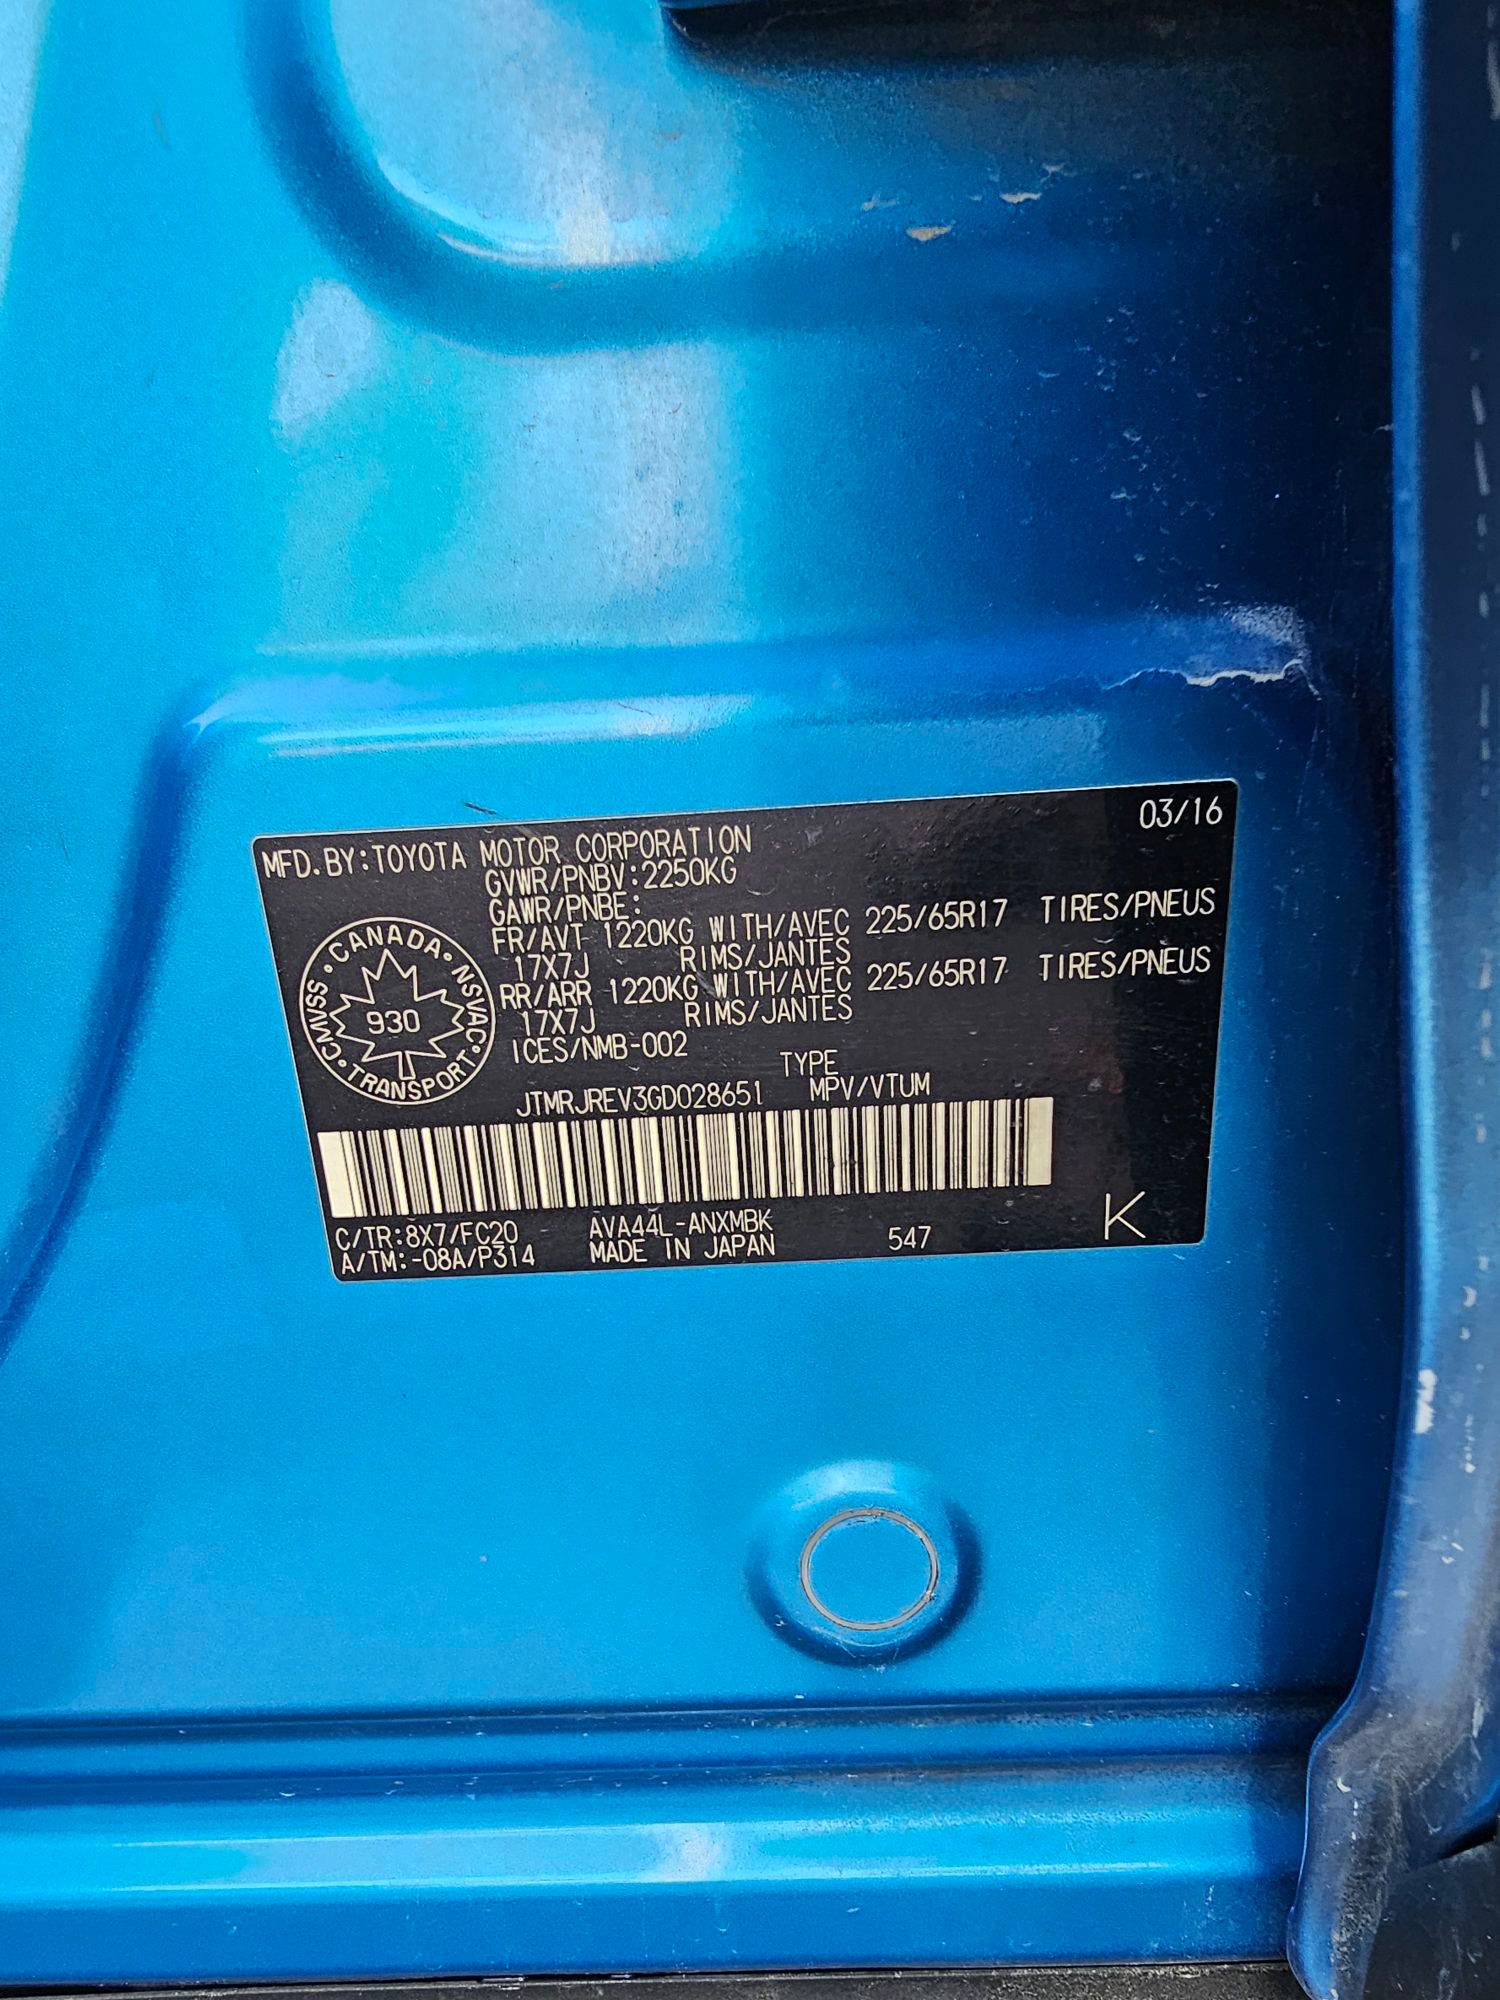 03/16
MFD.BY:TOYOTA MOTOR CORPORATION
GVWR/PNBV:2250KG
GAWR/PNBE:
FR/AVT 1220KG WITH/AVEC 225/65R17 TIRES/PNEUS
17X7J RIMS/JANTES
RR/ARR 1220KG WITH/AVEC 225/65R17 TIRES/PNEUS
17X7J RIMS/JANTES
ICES/NMB-002
CANADA · NSVAC · TRANSPORT · CMVSS ·
930
TYPE
JTMRJREV3GD028651 MPV/VTUM
C/TR:8X7/FC20 AVA44L-ANXMBK
A/TM:-08A/P314 MADE IN JAPAN 547 K